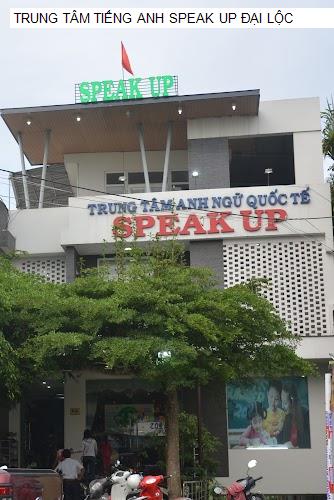 TRUNG TÂM TIẾNG ANH SPEAK UP ĐẠI LỘC
SPEAK UP
TRUNG TÂM ANH NGỮ QUỐC TẾ
SPEAK UP